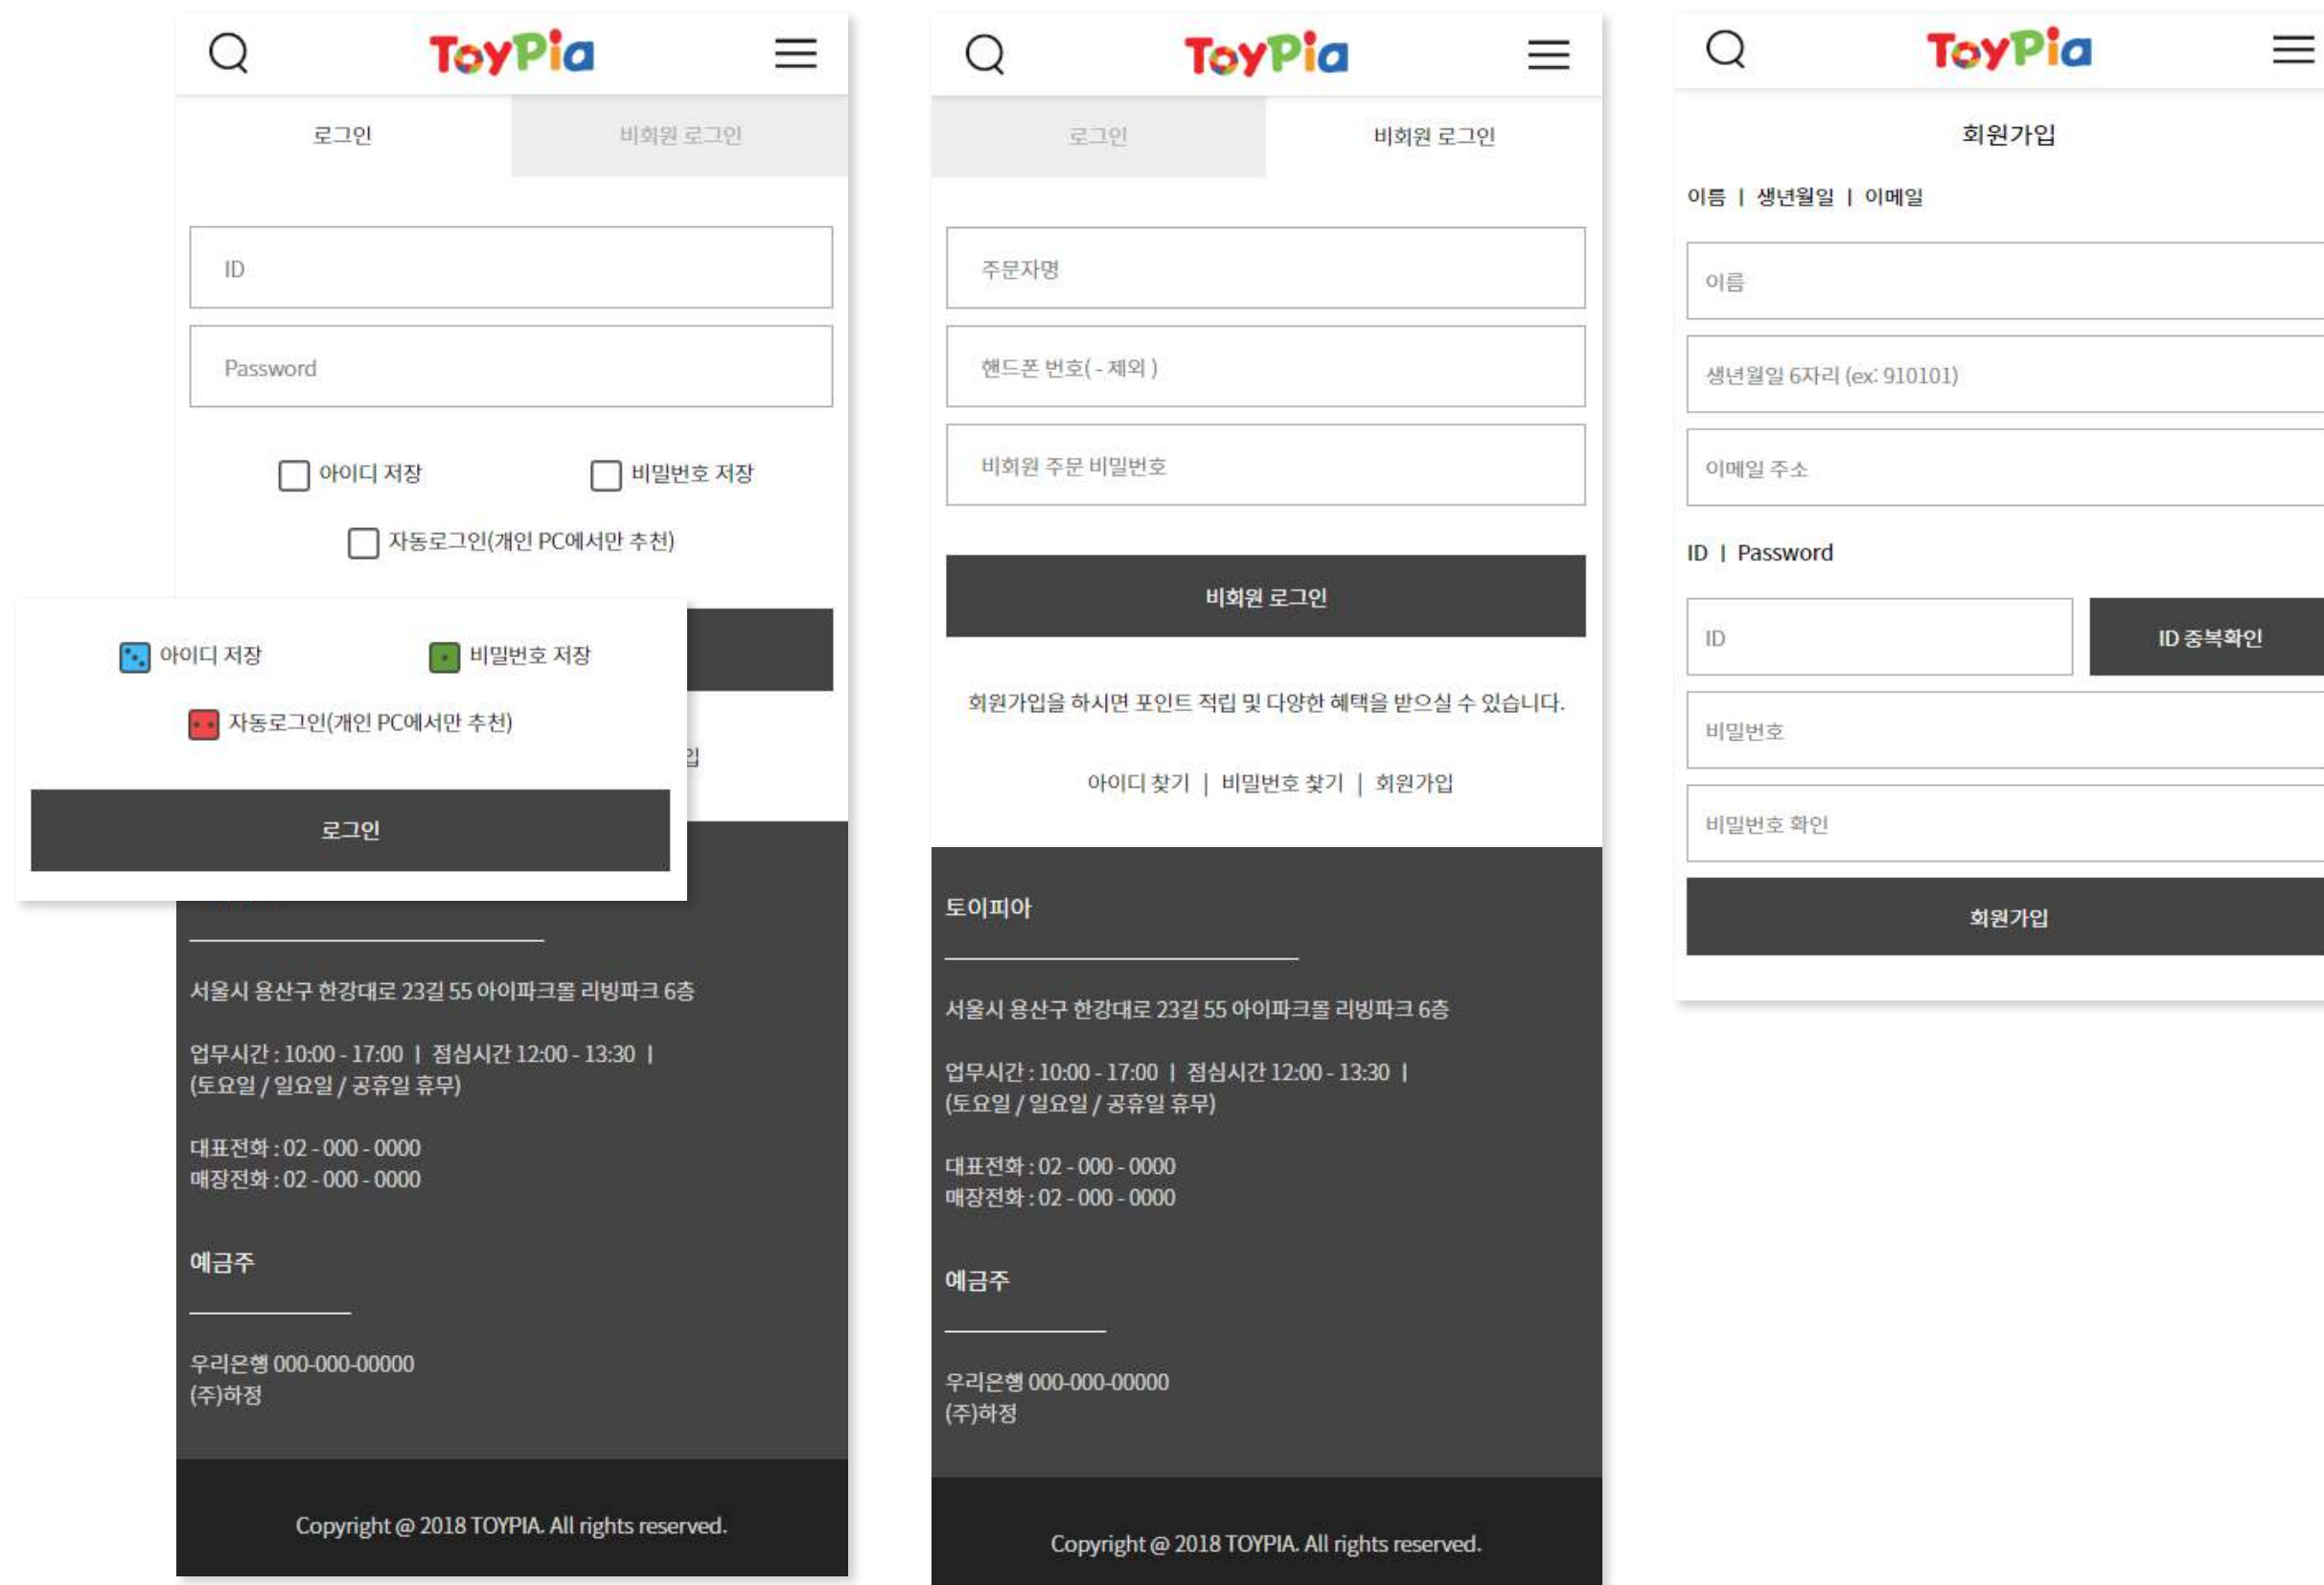 ToyPia
로그인
비회원 로그인
ID
Password
아이디 저장
비밀번호 저장
자동로그인(개인 PC에서만 추천)
아이디 저장
비밀번호 저장
자동로그인(개인 PC에서만 추천)
로그인
입
서울시 용산구 한강대로 23길 55 아이파크몰 리빙파크 6층
업무시간 : 10:00 - 17:00 | 점심시간 12:00 - 13:30 |
(토요일 / 일요일 / 공휴일 휴무)
대표전화 : 02 - 000 - 0000
매장전화 : 02 - 000 - 0000
예금주
우리은행 000-000-00000
(주)하정
Copyright @ 2018 TOYPIA. All rights reserved.
ToyPia
로그인
비회원 로그인
주문자명
핸드폰 번호( - 제외 )
비회원 주문 비밀번호
비회원 로그인
회원가입을 하시면 포인트 적립 및 다양한 혜택을 받으실 수 있습니다.
아이디 찾기 | 비밀번호 찾기 | 회원가입
토이피아
서울시 용산구 한강대로 23길 55 아이파크몰 리빙파크 6층
업무시간 : 10:00 - 17:00 | 점심시간 12:00 - 13:30 |
(토요일 / 일요일 / 공휴일 휴무)
대표전화 : 02 - 000 - 0000
매장전화 : 02 - 000 - 0000
예금주
우리은행 000-000-00000
(주)하정
Copyright @ 2018 TOYPIA. All rights reserved.
ToyPia
회원가입
이름 | 생년월일 | 이메일
이름
생년월일 6자리 (ex: 910101)
이메일 주소
ID | Password
ID
ID 중복확인
비밀번호
비밀번호 확인
회원가입